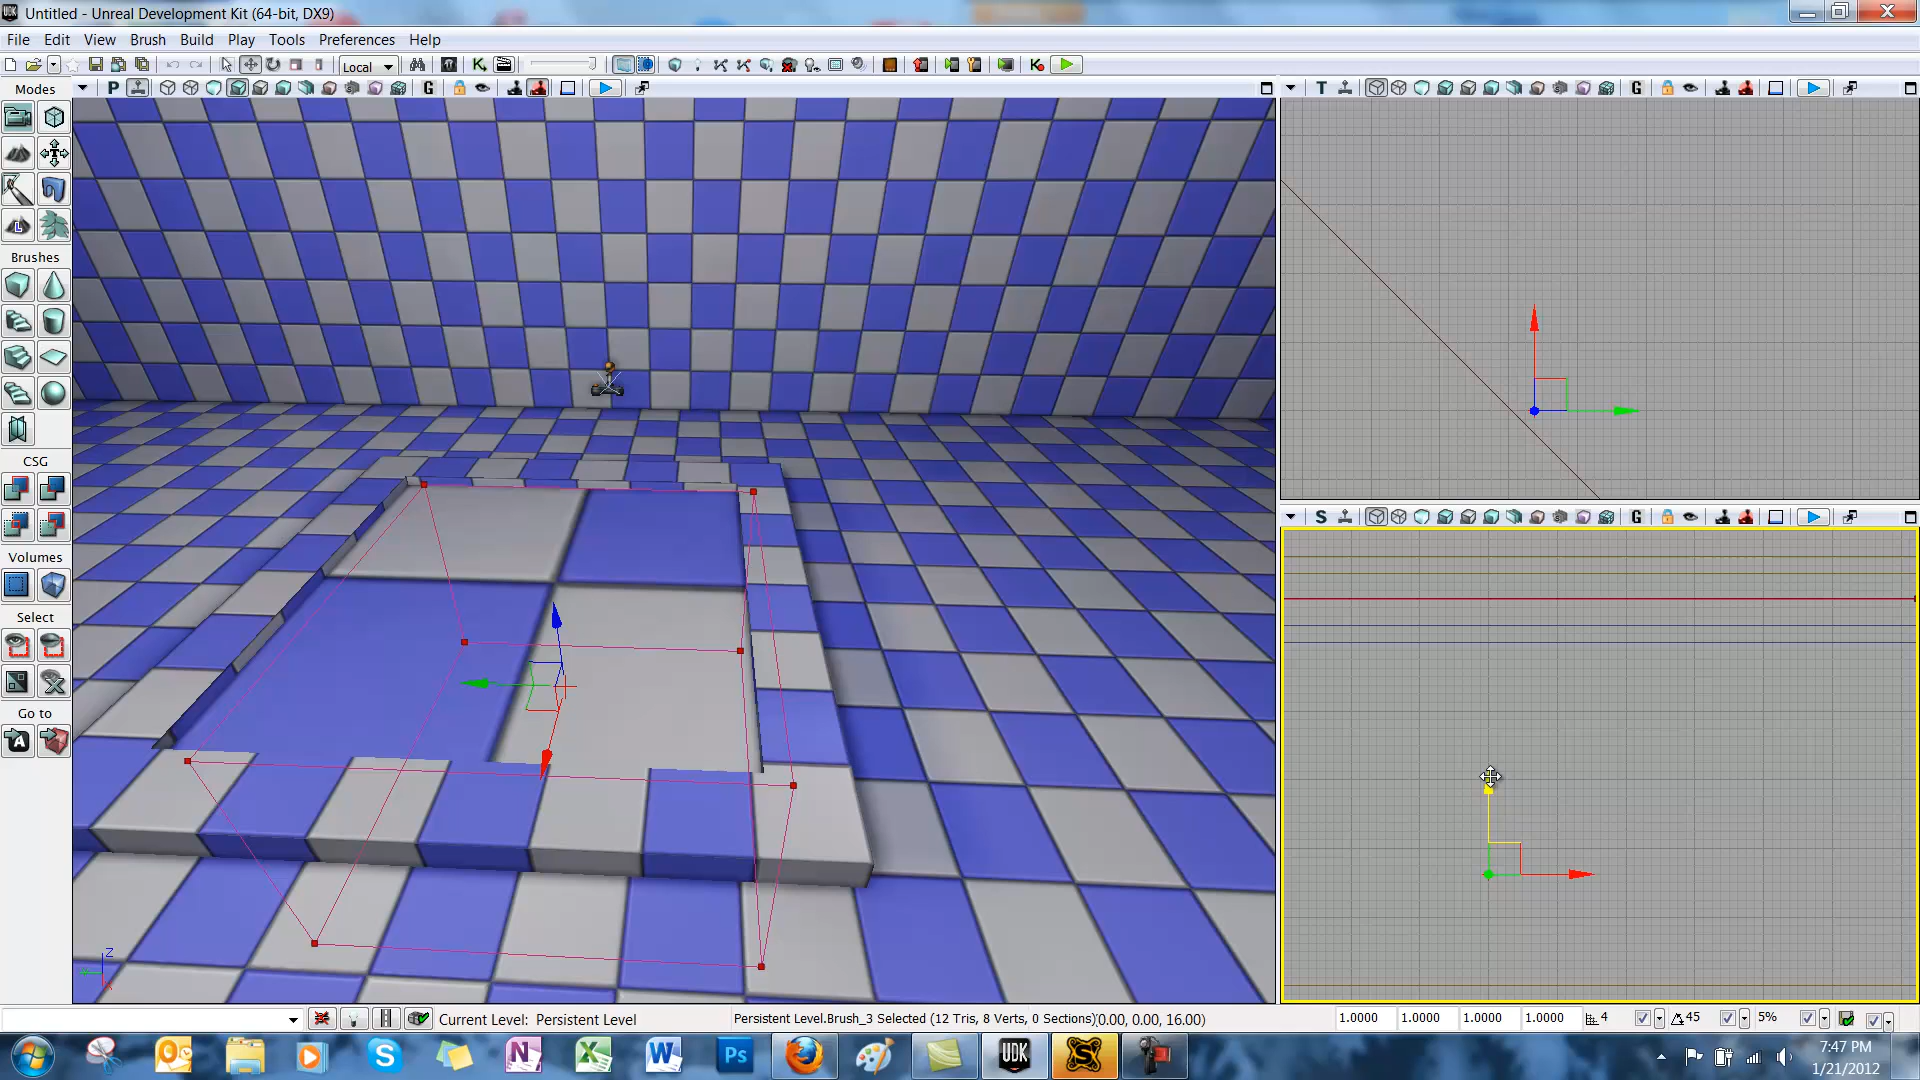 UDK Untitled - Unreal Development Kit (64-bit, DX9)
File Edit View Brush Build Play Tools Preferences Help
Local
Modes
P G
T G
L
Brushes
CSG
S G
Volumes
Select
Go to
A
Z
Current Level: Persistent Level
Persistent Level.Brush_3 Selected (12 Tris, 8 Verts, 0 Sections)
(0.00, 0.00, 16.00)
1.0000 1.0000 1.0000 1.0000 4 45 5%
N X W Ps UDK S
7:47 PM
1/21/2012